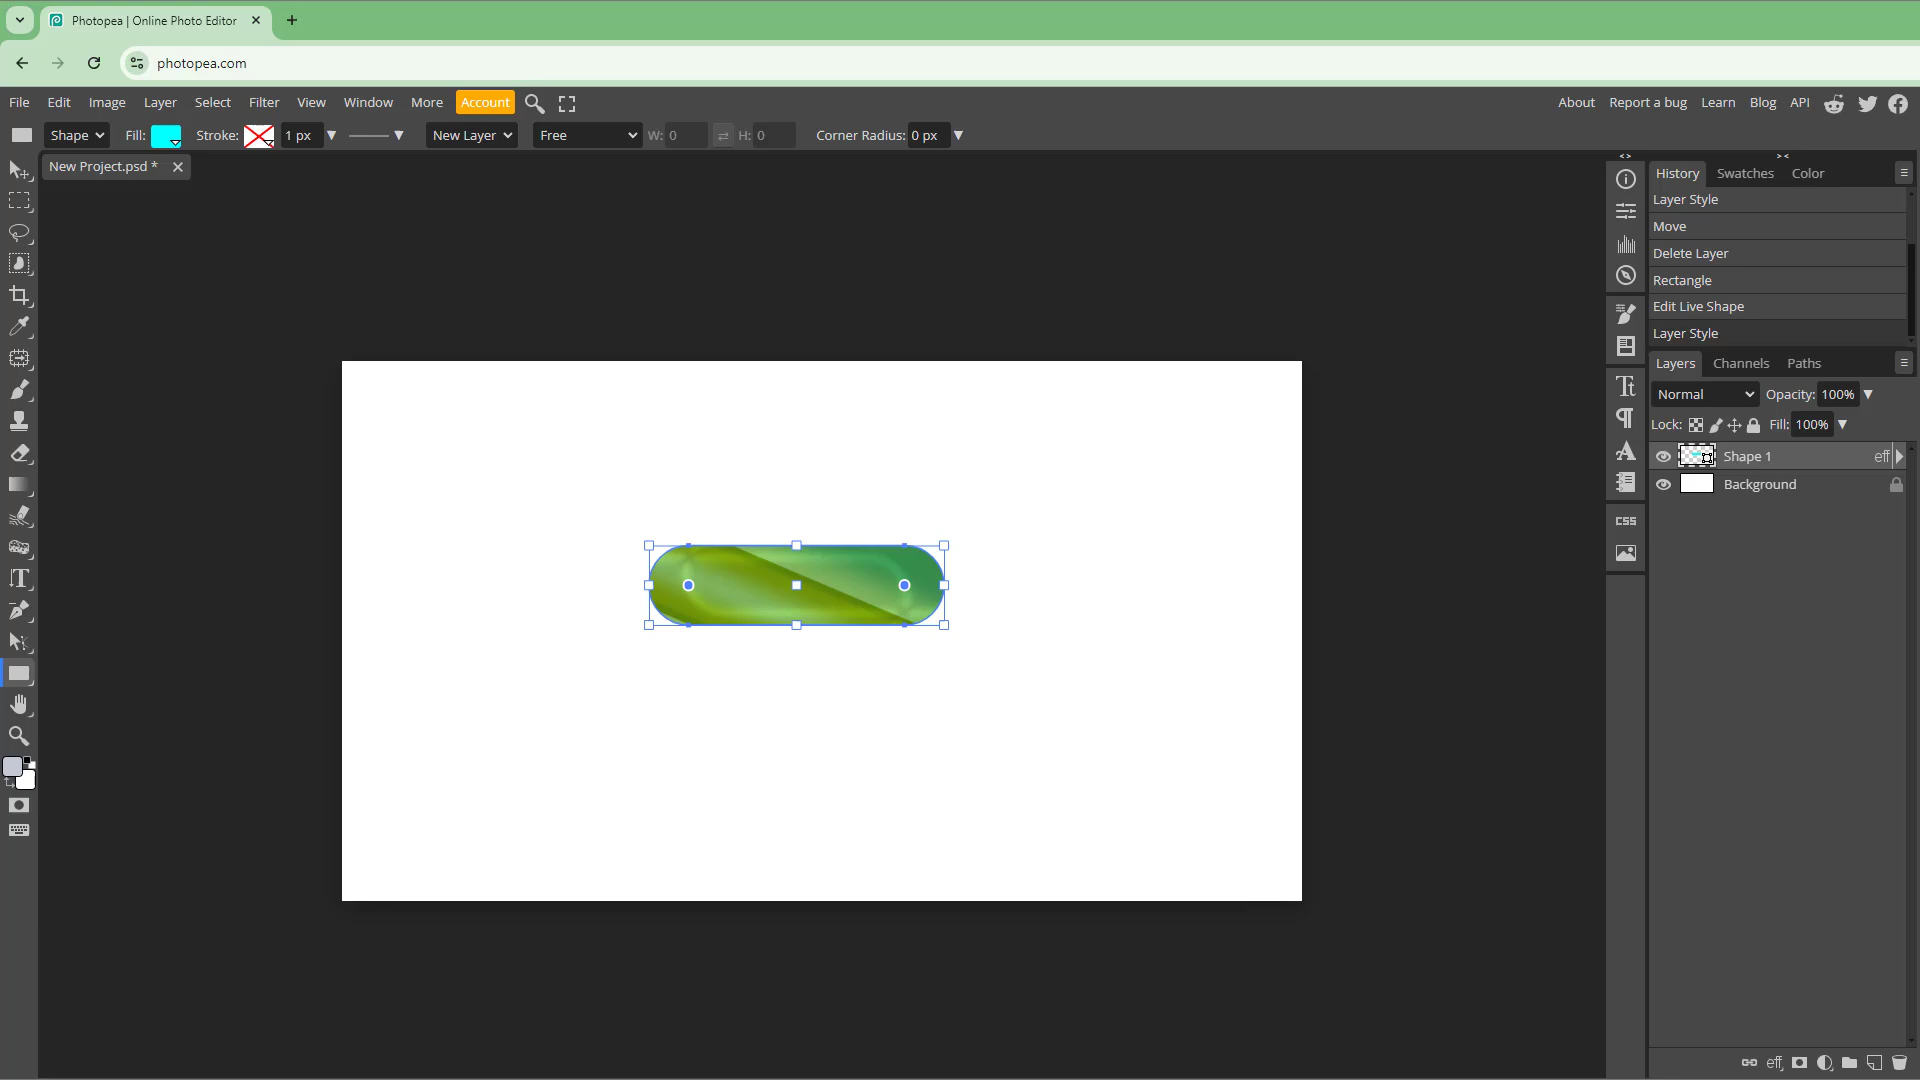 Photopea | Online Photo Editor
photopea.com
File Edit Image Layer Select Filter View Window More Account
About Report a bug Learn Blog API
Shape Fill: Stroke: 1 px New Layer Free W: 0 H: 0 Corner Radius: 0 px
New Project.psd *
History Swatches Color
Layer Style
Move
Delete Layer
Rectangle
Edit Live Shape
Layer Style
Layers Channels Paths
Normal Opacity: 100%
Lock: Fill: 100%
Shape 1 eff
Background
CSS
eff